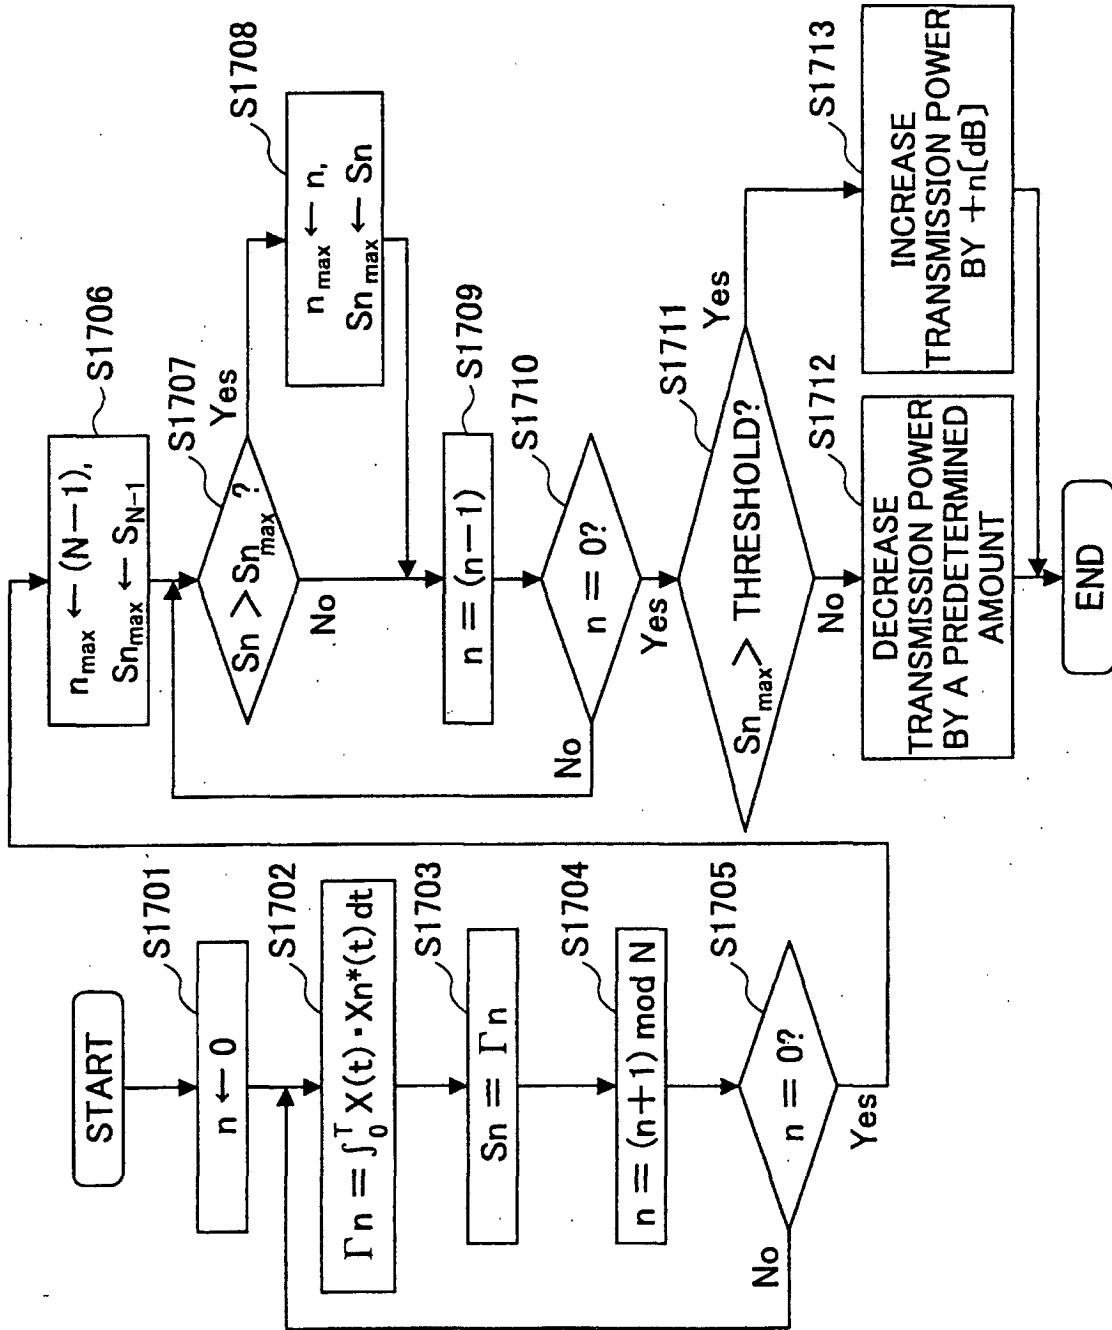 START
S1701
n ← 0
S1702
Γn = ∫₀ᵀ X(t)・Xn*(t)dt
S1703
Sn = Γn
S1704
n = (n+1) mod N
S1705
n = 0?
No
Yes
S1706
n_max ← (N−1),
Sn_max ← S_N−1
S1707
Sn > Sn_max ?
Yes
No
S1708
n_max ← n,
Sn_max ← Sn
S1709
n = (n−1)
S1710
n = 0?
No
Yes
S1711
Sn_max > THRESHOLD?
Yes
No
S1712
DECREASE
TRANSMISSION POWER
BY A PREDETERMINED
AMOUNT
S1713
INCREASE
TRANSMISSION POWER
BY +n[dB]
END